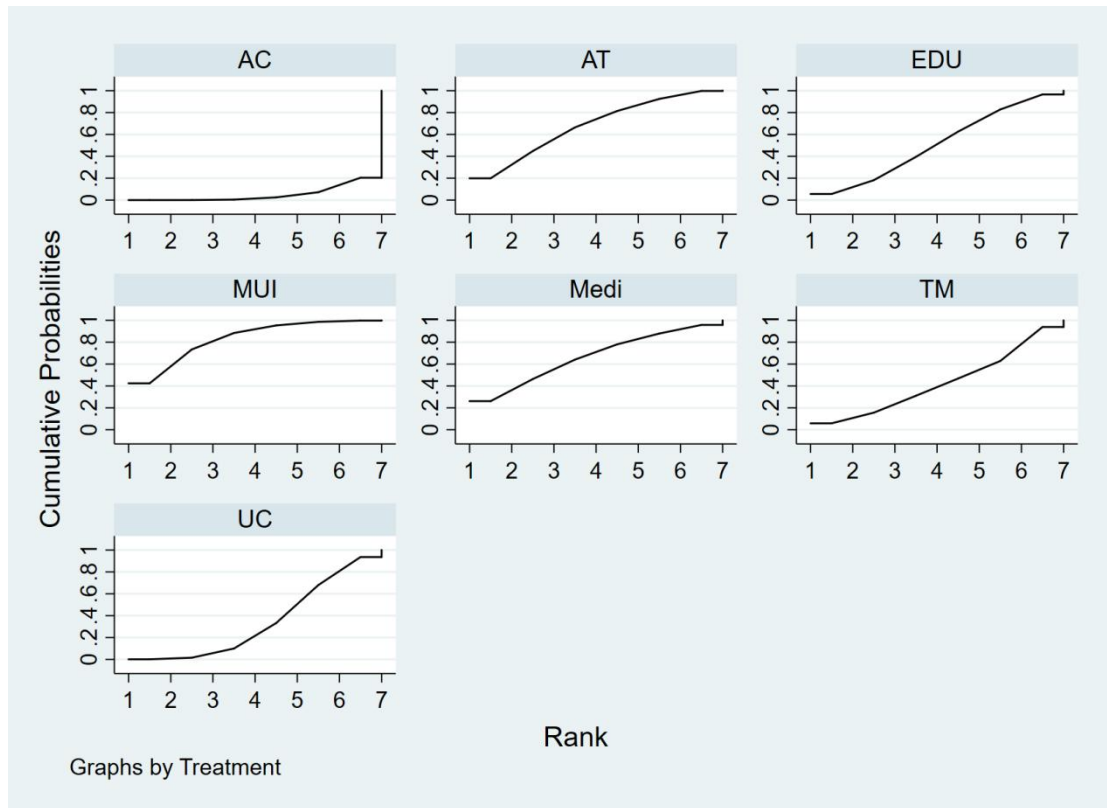 Cumulative Probabilities
AC
0 .2 .4 .6 .8 1
1 2 3 4 5 6 7
AT
0 .2 .4 .6 .8 1
1 2 3 4 5 6 7
EDU
0 .2 .4 .6 .8 1
1 2 3 4 5 6 7
MUI
0 .2 .4 .6 .8 1
1 2 3 4 5 6 7
Medi
0 .2 .4 .6 .8 1
1 2 3 4 5 6 7
TM
0 .2 .4 .6 .8 1
1 2 3 4 5 6 7
UC
0 .2 .4 .6 .8 1
1 2 3 4 5 6 7
Rank
Graphs by Treatment